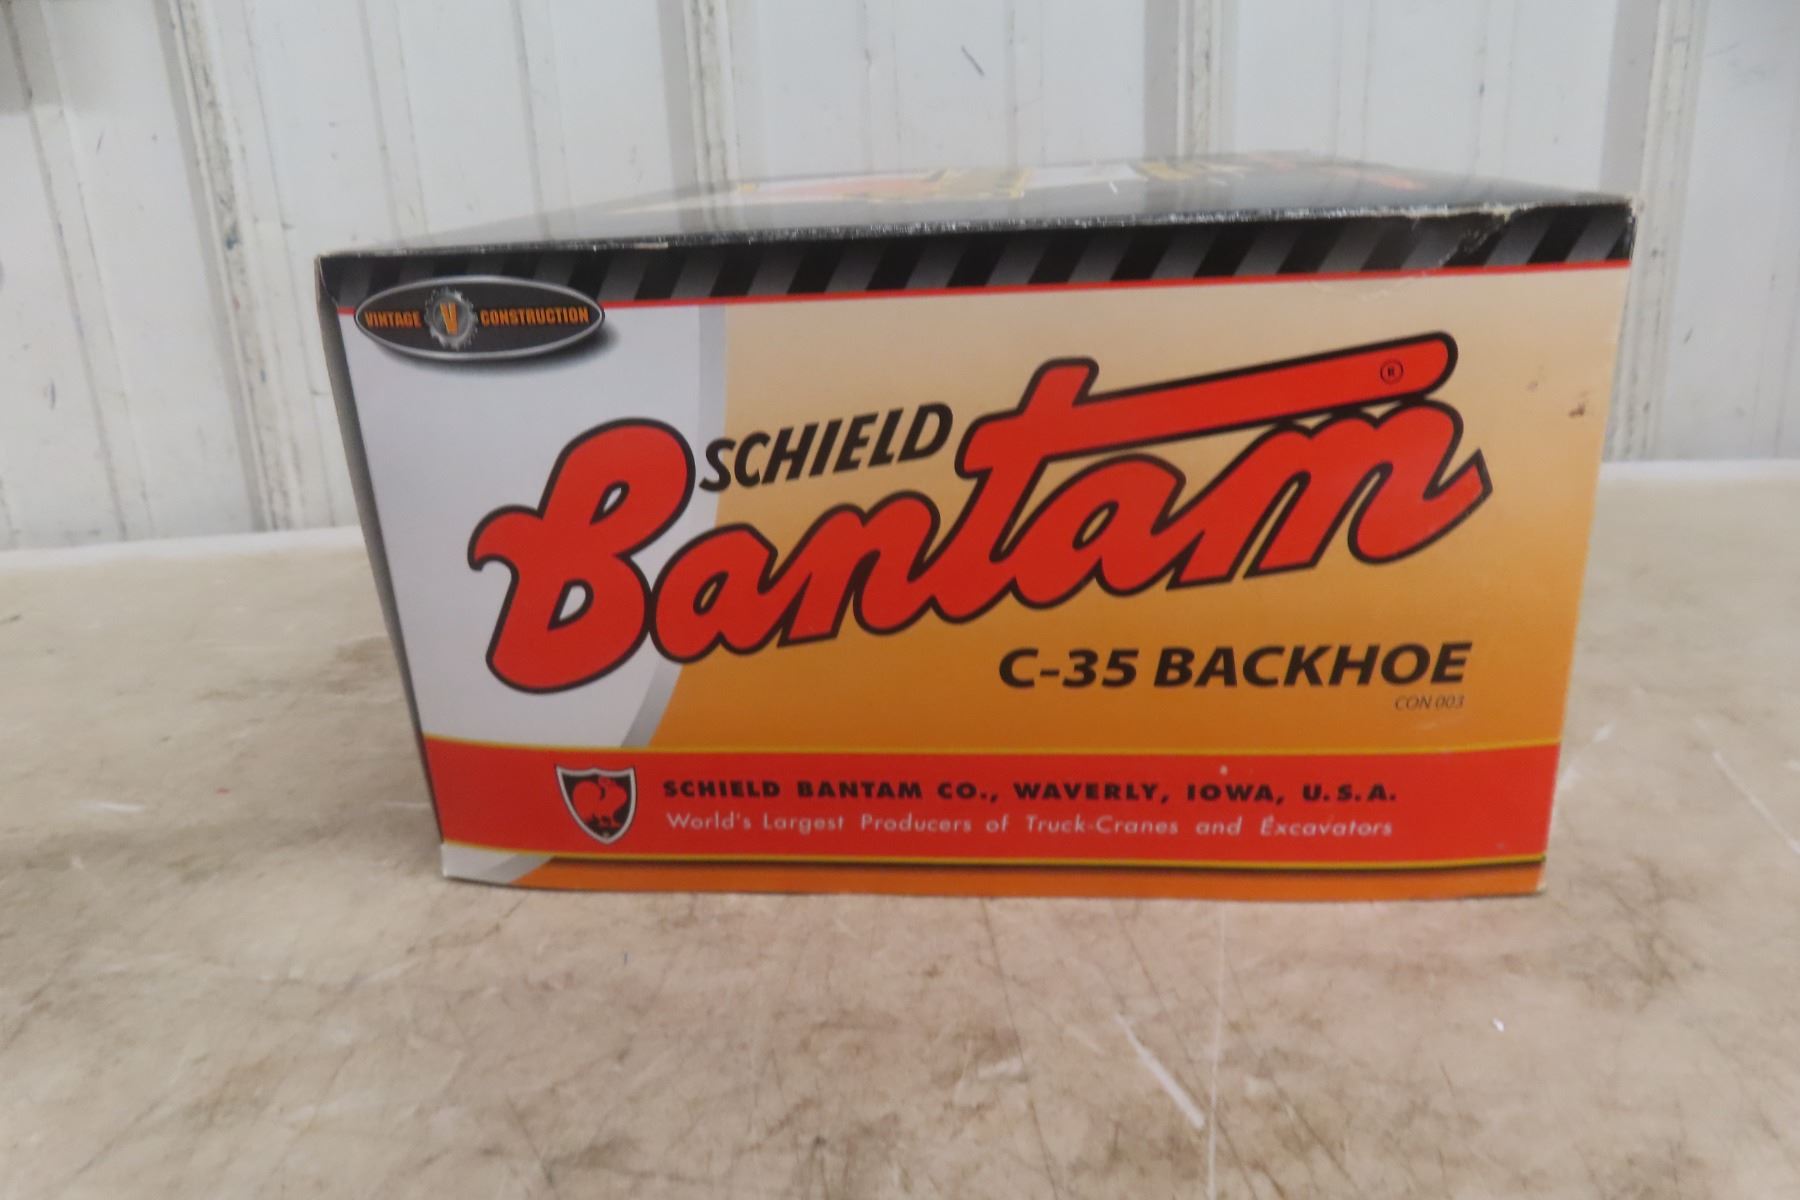 VINTAGE V CONSTRUCTION
SCHIELD
Bantam ®
C-35 BACKHOE
CON 003
SCHIELD BANTAM CO., WAVERLY, IOWA, U.S.A.
World's Largest Producers of Truck-Cranes and Excavators